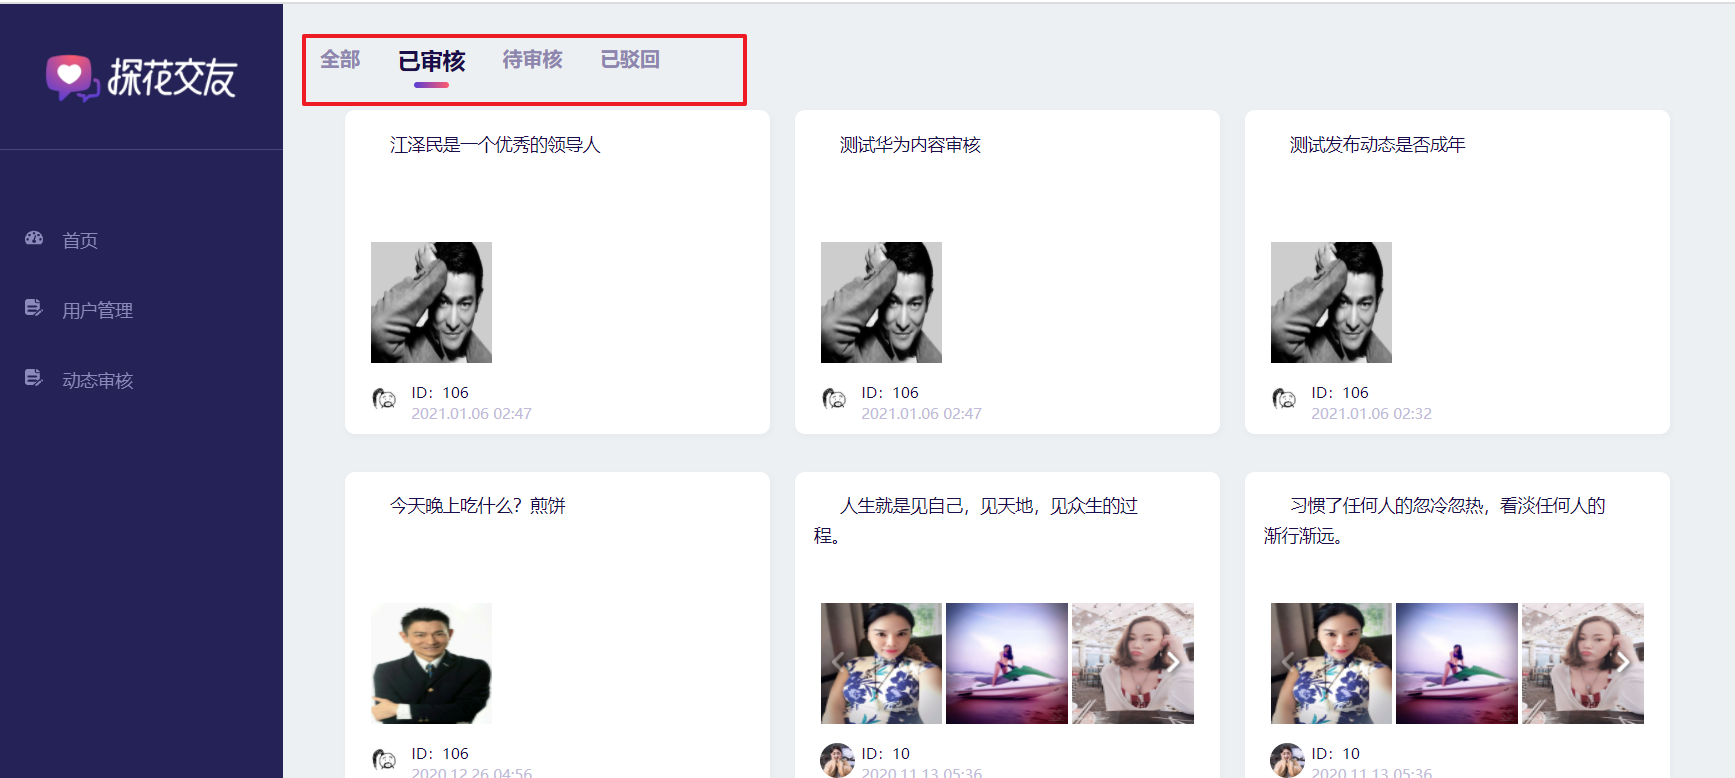 探花交友
首页
用户管理
动态审核
全部 已审核 待审核 已驳回
江泽民是一个优秀的领导人
ID：106
2021.01.06 02:47
测试华为内容审核
ID：106
2021.01.06 02:47
测试发布动态是否成年
ID：106
2021.01.06 02:32
今天晚上吃什么？煎饼
ID：106
2020.12.26 04:56
人生就是见自己，见天地，见众生的过
程。
ID：10
2020.11.13 05:36
习惯了任何人的忽冷忽热，看淡任何人的
渐行渐远。
ID：10
2020.11.13 05:36